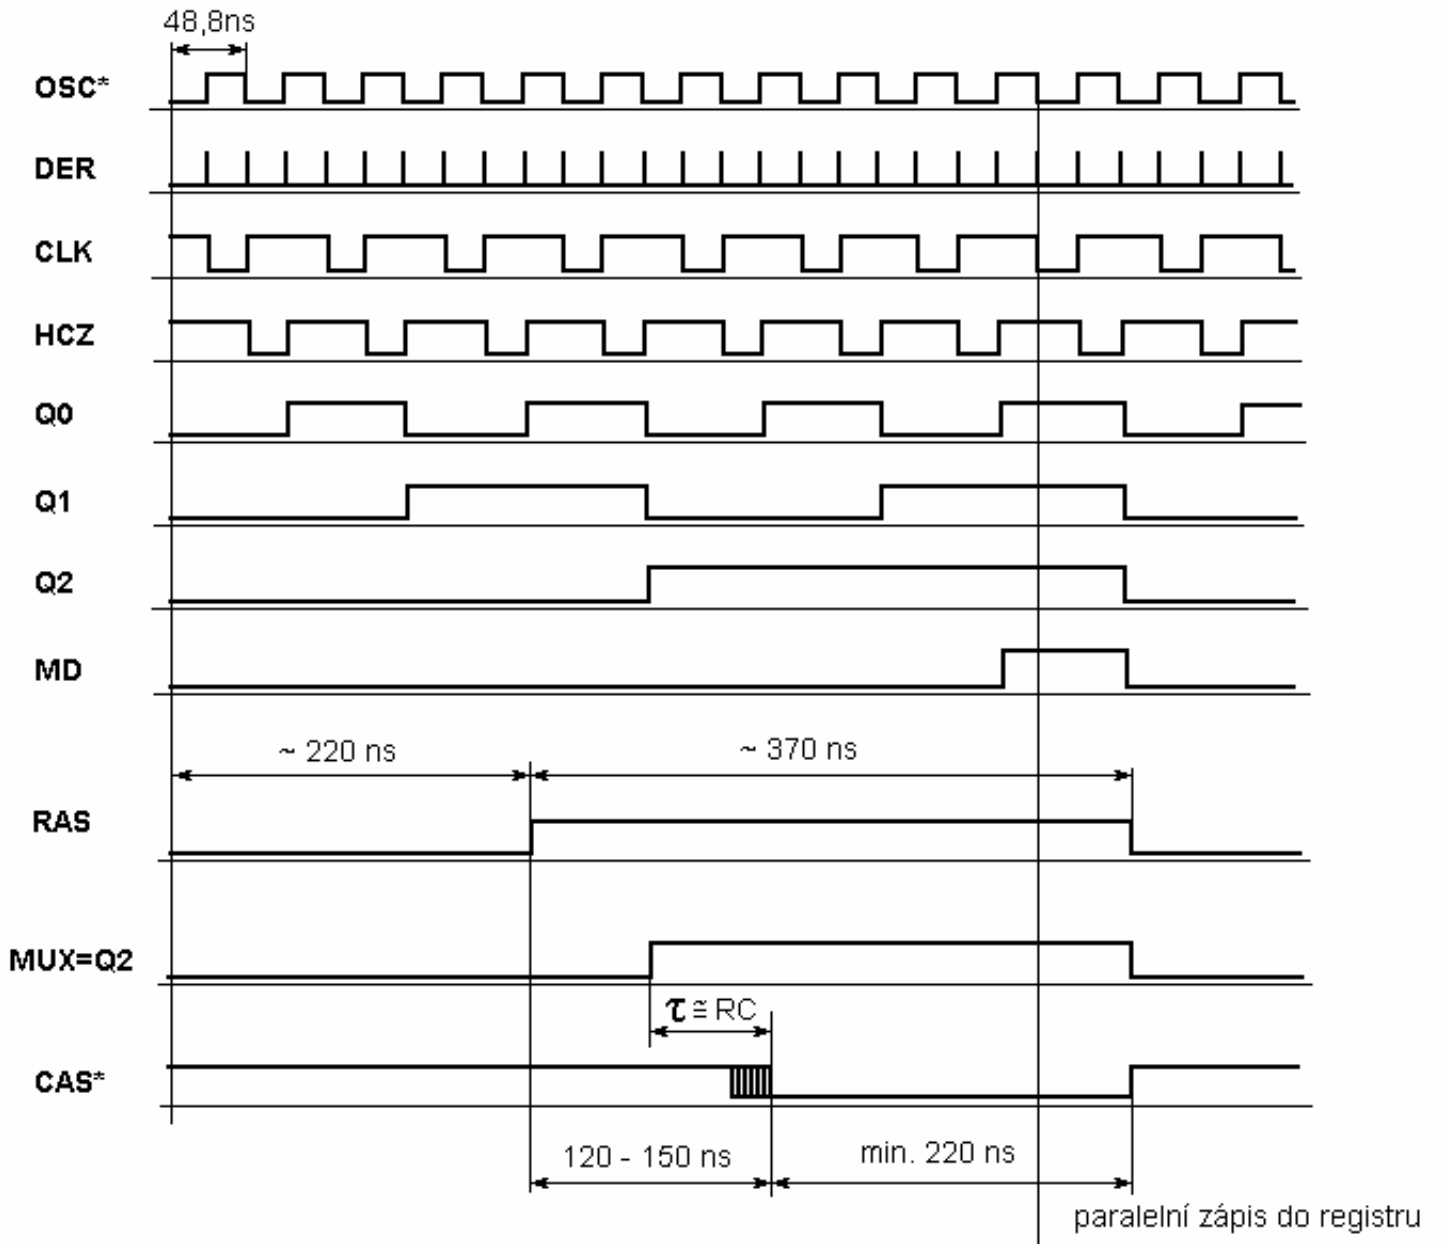 48,8ns
OSC*
DER
CLK
HCZ
Q0
Q1
Q2
MD
~ 220 ns
~ 370 ns
RAS
MUX=Q2
τ ≅ RC
CAS*
120 - 150 ns
min. 220 ns
paralelní zápis do registru